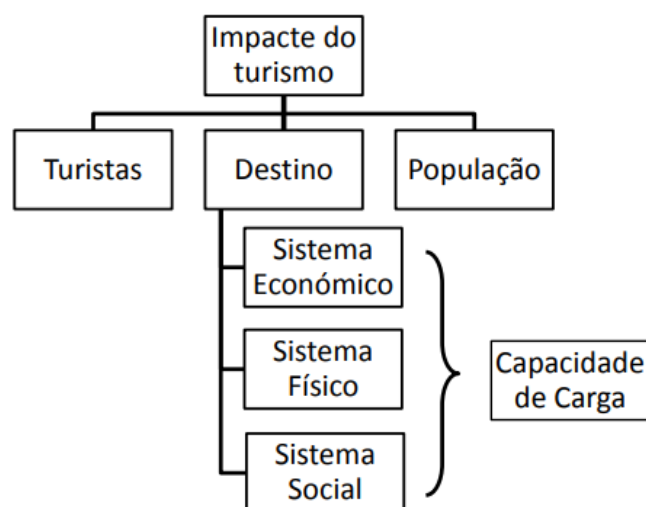 Impacte do
turismo
Turistas
Destino
População
Sistema
Económico
Sistema
Físico
Capacidade
de Carga
Sistema
Social